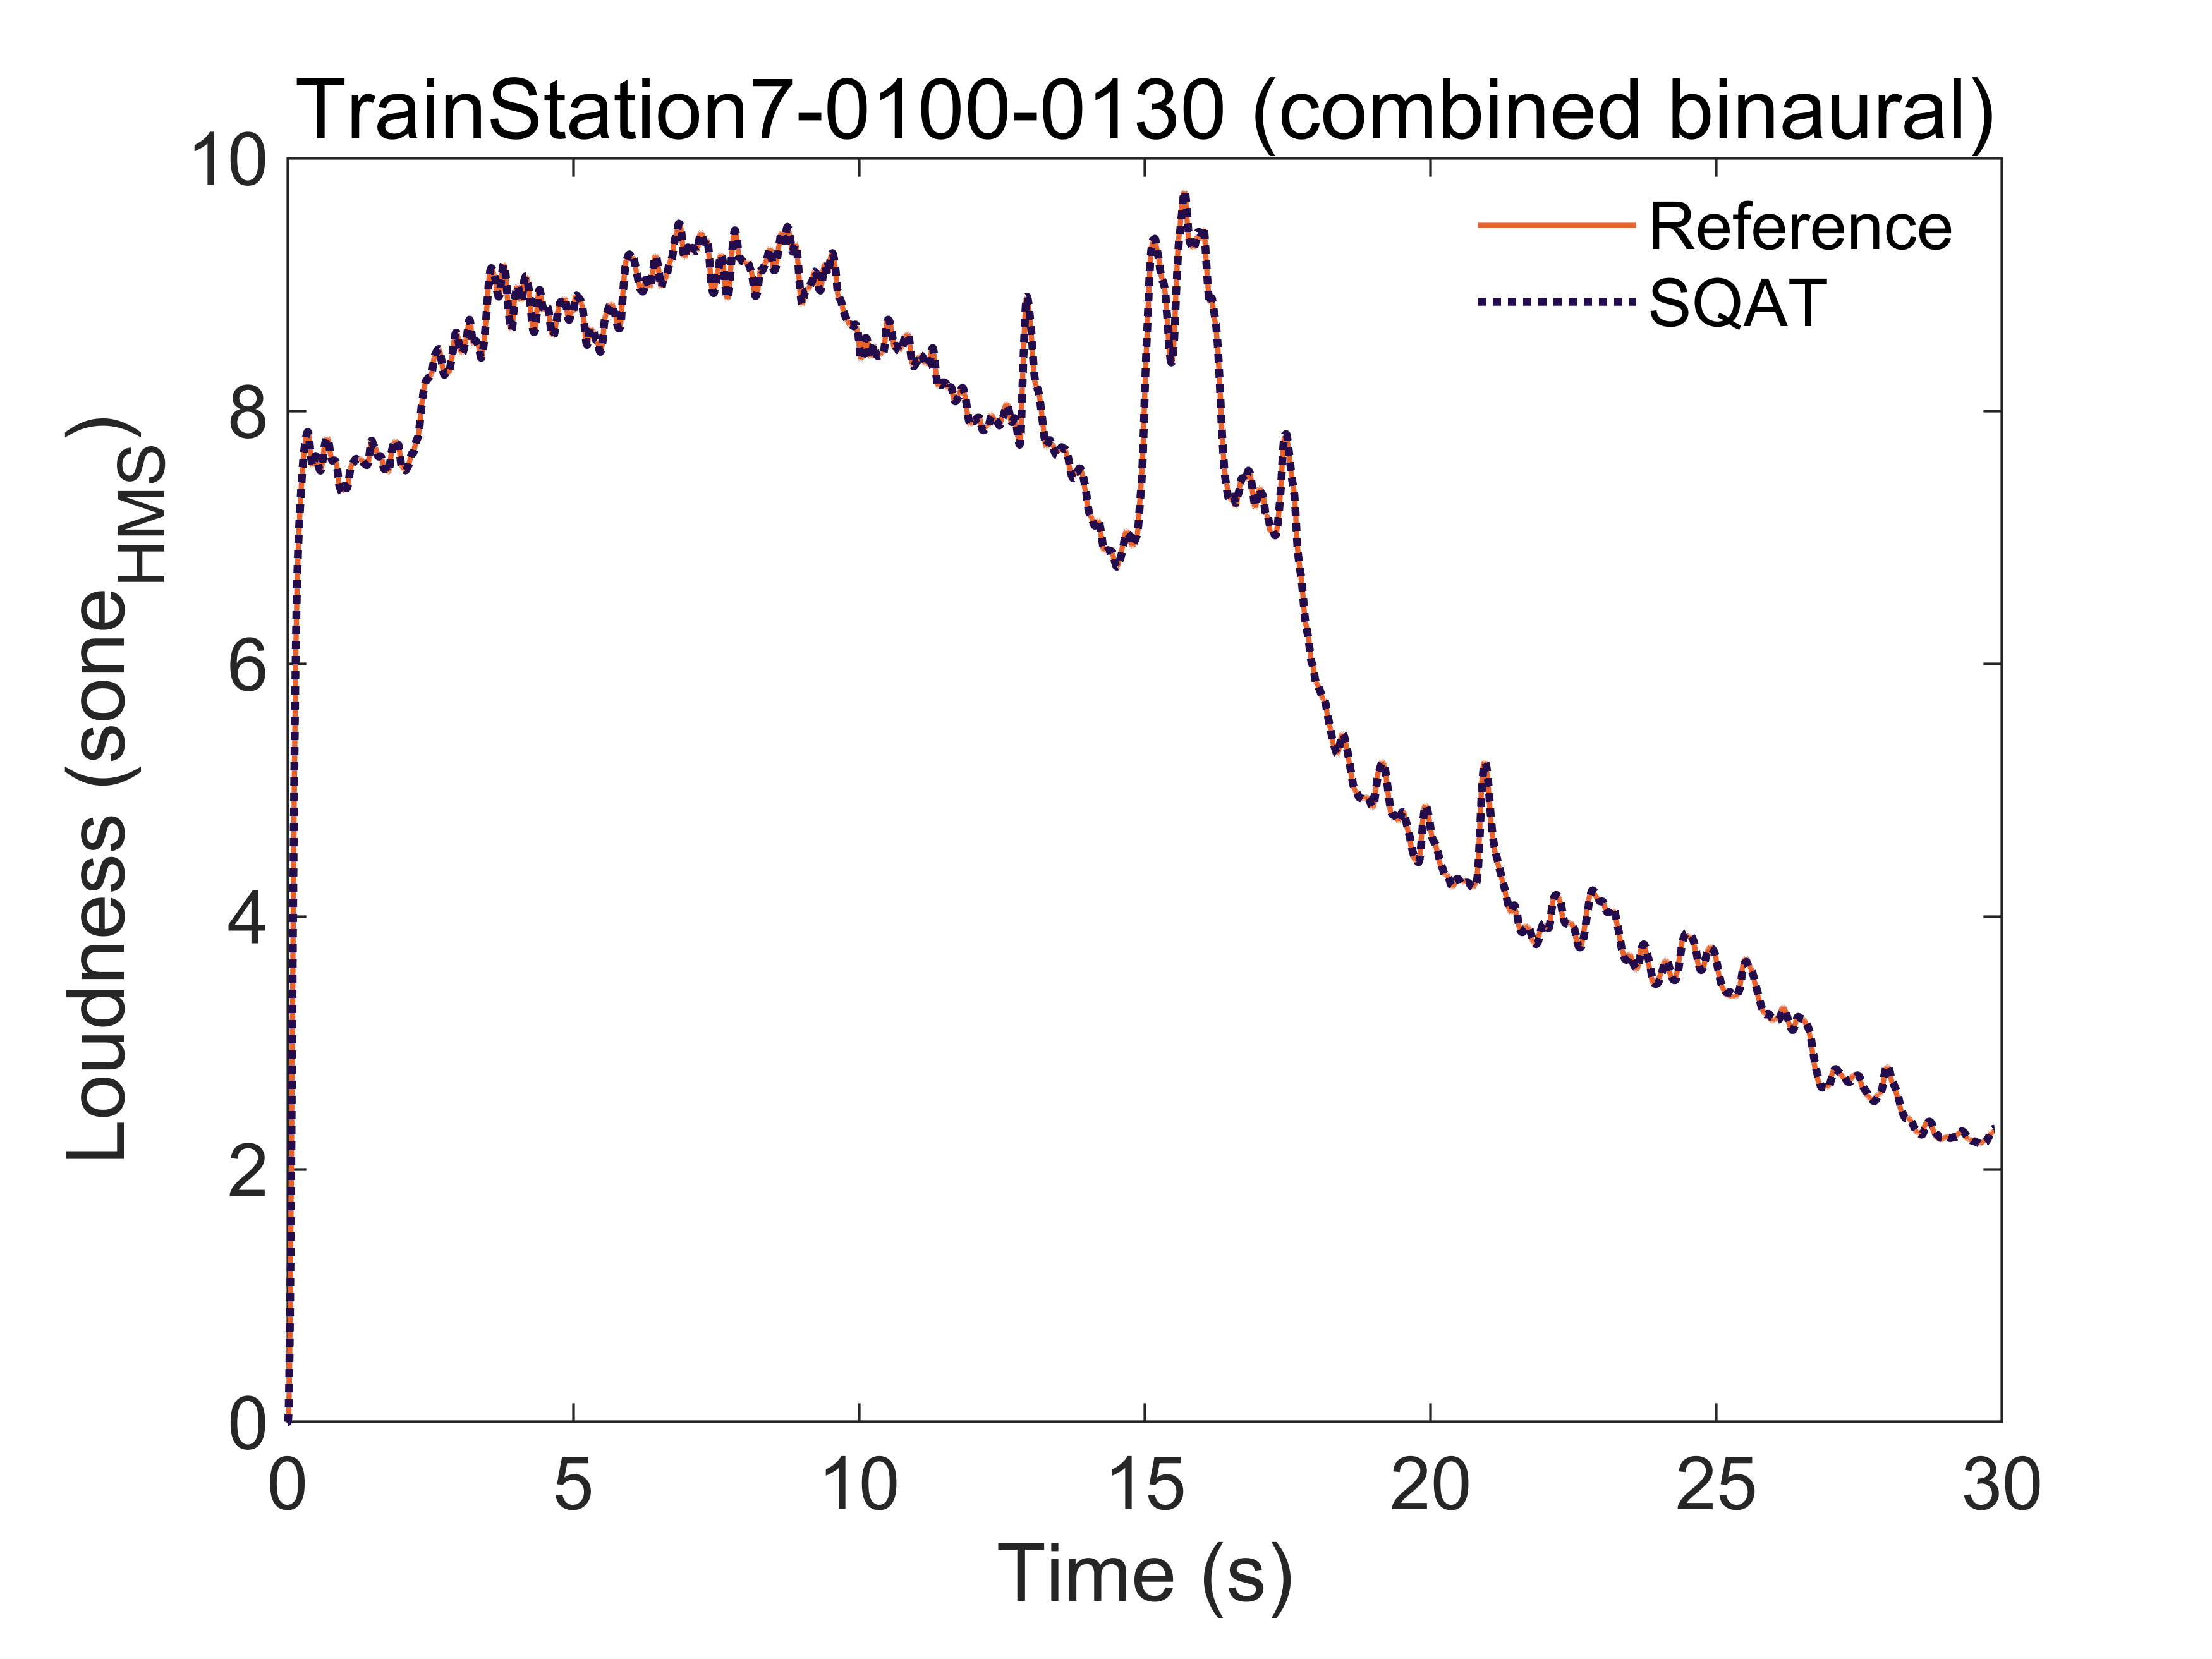 TrainStation7-0100-0130 (combined binaural)
Loudness (sone_HMS)
10
8
6
4
2
0
Reference
SQAT
0 5 10 15 20 25 30
Time (s)